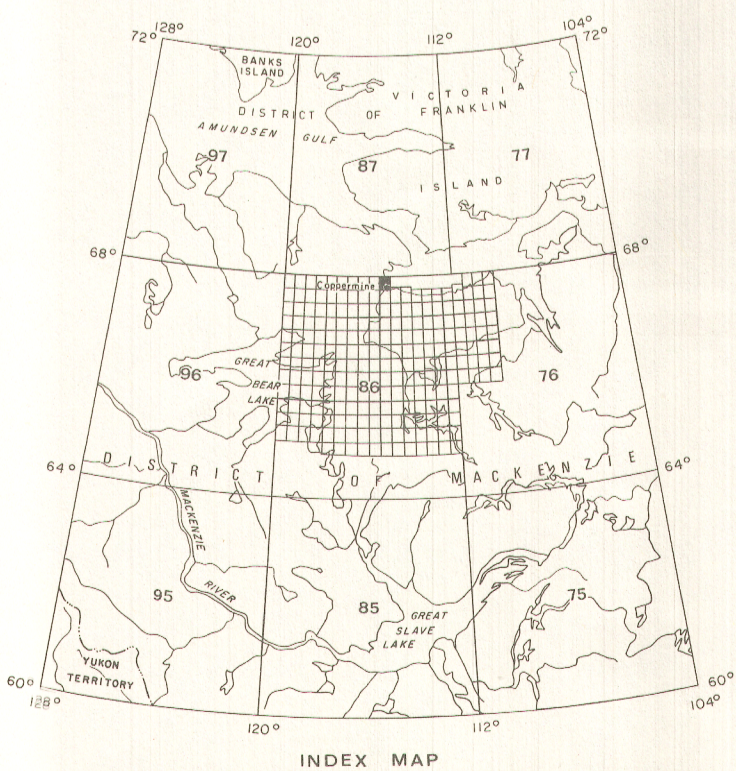 128°
120°
112°
104°
72°
72°
BANKS
ISLAND
VICTORIA
DISTRICT OF FRANKLIN
AMUNDSEN GULF
97
87
77
ISLAND
68°
68°
Coppermine
GREAT
96
BEAR
LAKE
86
76
DISTRICT OF MACKENZIE
64°
64°
MACKENZIE
RIVER
95
85
75
GREAT
SLAVE
LAKE
YUKON
TERRITORY
60°
60°
128°
104°
120°
112°
INDEX MAP